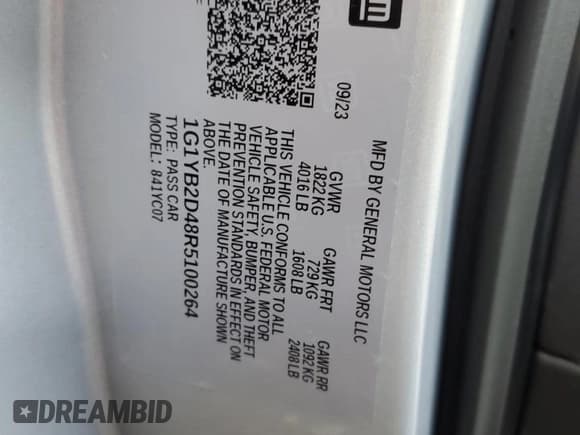 gm
MFD BY GENERAL MOTORS LLC
09/23
GVWR GAWR FRT GAWR RR
1822 KG 729 KG 1092 KG
4016 LB 1608 LB 2408 LB
THIS VEHICLE CONFORMS TO ALL
APPLICABLE U.S. FEDERAL MOTOR
VEHICLE SAFETY, BUMPER, AND THEFT
PREVENTION STANDARDS IN EFFECT ON
THE DATE OF MANUFACTURE SHOWN
ABOVE.
1G1YB2D48R5100264
TYPE: PASS CAR
MODEL: 841YC07
DREAMBID